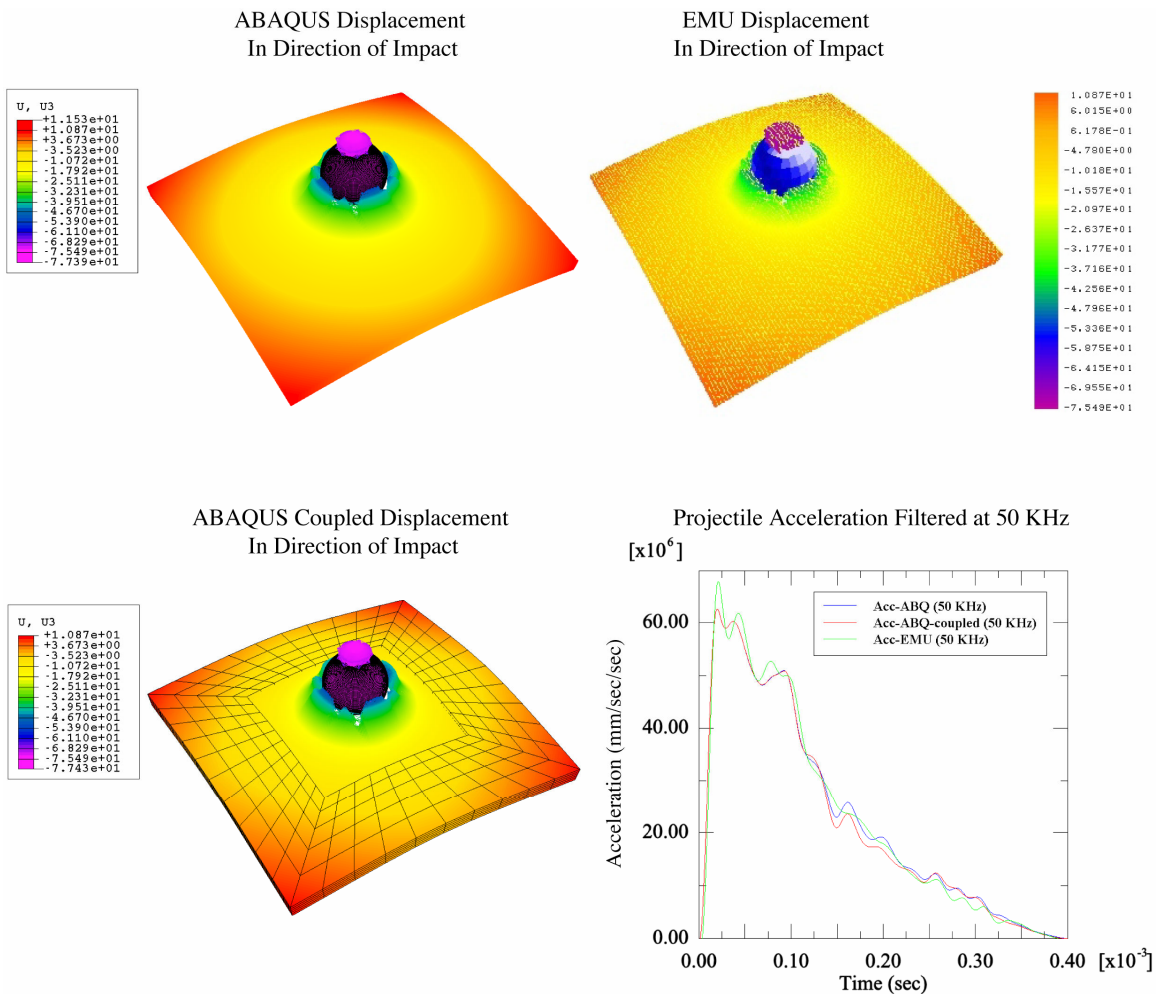 ABAQUS Displacement
In Direction of Impact
EMU Displacement
In Direction of Impact
U, U3
+1.153e+01
+1.087e+01
+3.673e+00
-3.523e+00
-1.072e+01
-1.792e+01
-2.511e+01
-3.231e+01
-3.951e+01
-4.670e+01
-5.390e+01
-6.110e+01
-6.829e+01
-7.549e+01
-7.739e+01
1.087E+01
6.015E+00
6.178E-01
-4.780E+00
-1.018E+01
-1.557E+01
-2.097E+01
-2.637E+01
-3.177E+01
-3.716E+01
-4.256E+01
-4.796E+01
-5.336E+01
-5.875E+01
-6.415E+01
-6.955E+01
-7.549E+01
ABAQUS Coupled Displacement
In Direction of Impact
U, U3
+1.087e+01
+3.673e+00
-3.523e+00
-1.072e+01
-1.792e+01
-2.511e+01
-3.231e+01
-3.951e+01
-4.670e+01
-5.390e+01
-6.110e+01
-6.829e+01
-7.549e+01
-7.743e+01
Projectile Acceleration Filtered at 50 KHz
[x10⁶]
Acc-ABQ (50 KHz)
Acc-ABQ-coupled (50 KHz)
Acc-EMU (50 KHz)
60.00
40.00
20.00
0.00
Acceleration (mm/sec/sec)
0.00 0.10 0.20 0.30 0.40 [x10⁻³]
Time (sec)